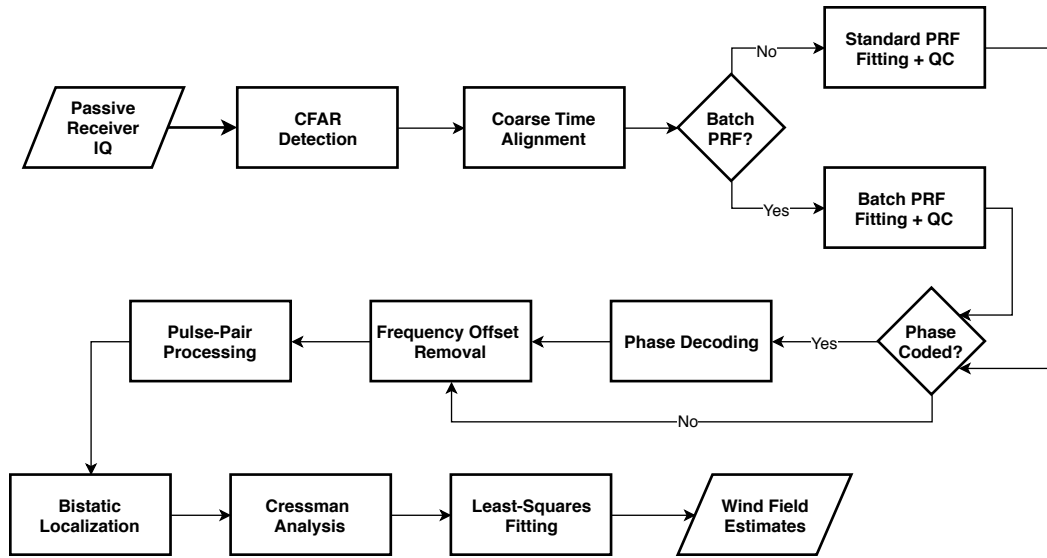 Passive
Receiver
IQ
CFAR
Detection
Coarse Time
Alignment
Batch
PRF?
No
Standard PRF
Fitting + QC
Yes
Batch PRF
Fitting + QC
Phase
Coded?
Yes
Phase Decoding
No
Frequency Offset
Removal
Pulse-Pair
Processing
Bistatic
Localization
Cressman
Analysis
Least-Squares
Fitting
Wind Field
Estimates